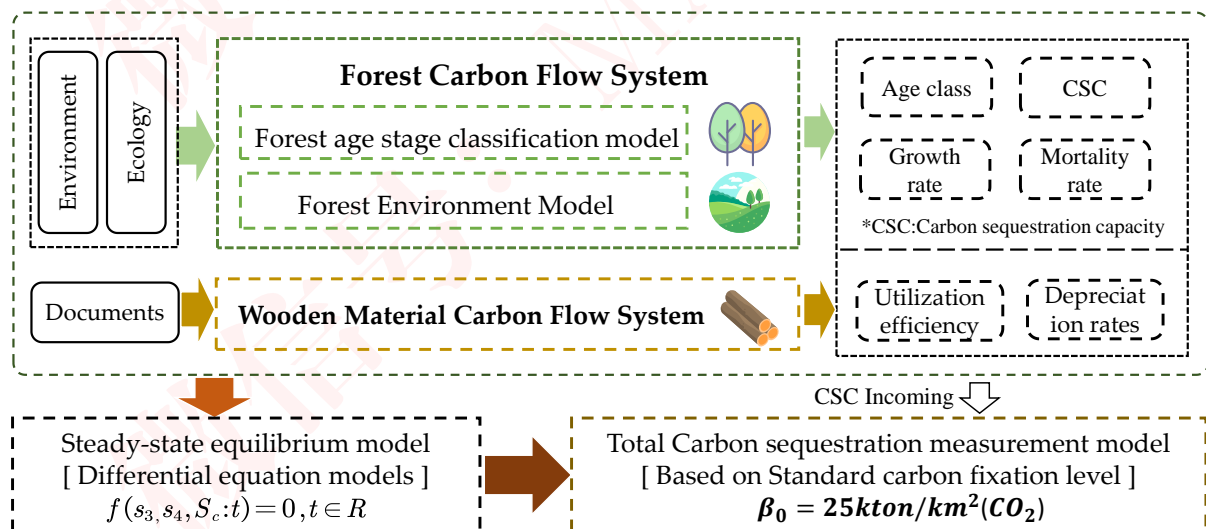 Environment
Ecology
Forest Carbon Flow System
Forest age stage classification model
Forest Environment Model
Age class
CSC
Growth
rate
Mortality
rate
*CSC:Carbon sequestration capacity
Documents
Wooden Material Carbon Flow System
Utilization
efficiency
Depreciat
ion rates
CSC Incoming
Steady-state equilibrium model
[ Differential equation models ]
f(s₃,s₄,S_c:t)=0,t∈R
Total Carbon sequestration measurement model
[ Based on Standard carbon fixation level ]
β₀ = 25kton/km²(CO₂)